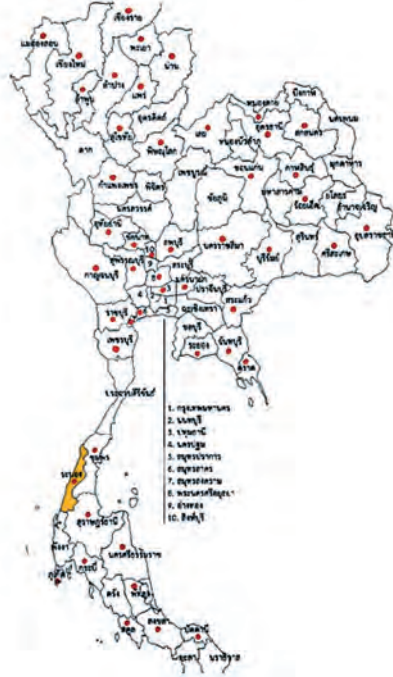 เชียงราย
แม่ฮ่องสอน
พะเยา
เชียงใหม่
น่าน
ลำปาง
ลำพูน
แพร่
อุตรดิตถ์
บึงกาฬ
หนองคาย
เลย
นครพนม
สุโขทัย
อุดรธานี
สกลนคร
ตาก
พิษณุโลก
หนองบัวลำภู
มุกดาหาร
กำแพงเพชร
พิจิตร
เพชรบูรณ์
ขอนแก่น
กาฬสินธุ์
มหาสารคาม
ชัยภูมิ
ร้อยเอ็ด
ยโสธร
อำนาจเจริญ
นครสวรรค์
อุทัยธานี
อุบลราชธานี
ชัยนาท
ลพบุรี
นครราชสีมา
สุรินทร์
ศรีสะเกษ
บุรีรัมย์
10
สุพรรณบุรี
9
สระบุรี
กาญจนบุรี
8
นครนายก
ปราจีนบุรี
4
2
3
สระแก้ว
ราชบุรี
1
ฉะเชิงเทรา
ชลบุรี
เพชรบุรี
ระยอง
จันทบุรี
ตราด
ประจวบคีรีขันธ์
1. กรุงเทพมหานคร
2. นนทบุรี
3. ปทุมธานี
4. นครปฐม
5. สมุทรปราการ
6. สมุทรสาคร
7. สมุทรสงคราม
8. พระนครศรีอยุธยา
9. อ่างทอง
10. สิงห์บุรี
ชุมพร
ระนอง
สุราษฎร์ธานี
พังงา
นครศรีธรรมราช
กระบี่
ภูเก็ต
ตรัง
พัทลุง
สตูล
สงขลา
ปัตตานี
ยะลา
นราธิวาส